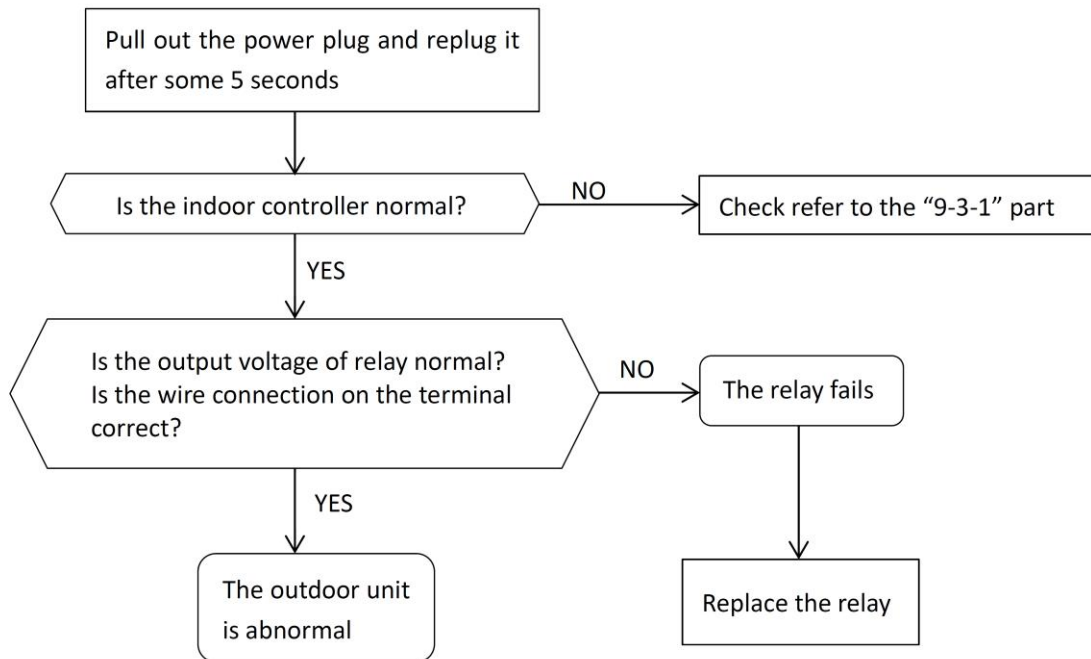 Pull out the power plug and replug it
after some 5 seconds
Is the indoor controller normal?
NO
Check refer to the “9-3-1” part
YES
Is the output voltage of relay normal?
Is the wire connection on the terminal
correct?
NO
The relay fails
YES
The outdoor unit
is abnormal
Replace the relay